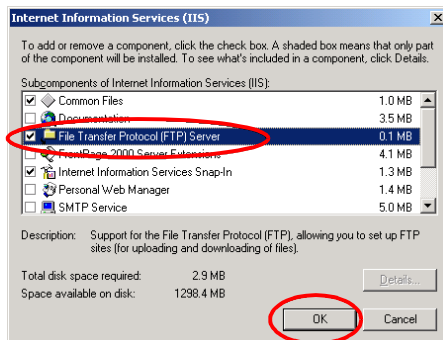 Internet Information Services (IIS)
To add or remove a component, click the check box. A shaded box means that only part
of the component will be installed. To see what's included in a component, click Details.
Subcomponents of Internet Information Services (IIS):
Common Files 1.0 MB
Documentation 3.5 MB
File Transfer Protocol (FTP) Server 0.1 MB
FrontPage 2000 Server Extensions 4.1 MB
Internet Information Services Snap-In 1.3 MB
Personal Web Manager 1.4 MB
SMTP Service 5.0 MB
Description: Support for the File Transfer Protocol (FTP), allowing you to set up FTP
sites (for uploading and downloading of files).
Total disk space required: 2.9 MB
Space available on disk: 1298.4 MB
Details...
OK Cancel